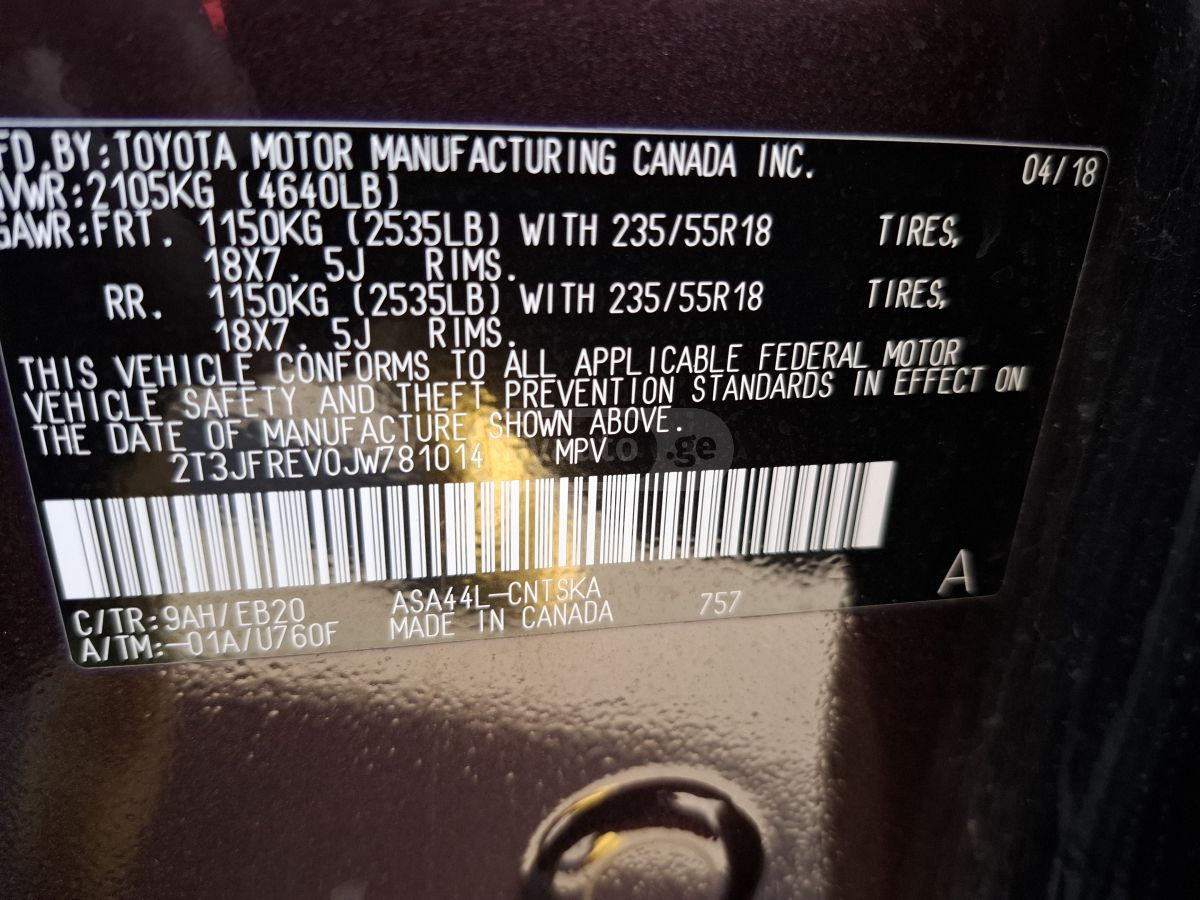 FD.BY:TOYOTA MOTOR MANUFACTURING CANADA INC. 04/18
VWR:2105KG (4640LB)
GAWR:FRT. 1150KG (2535LB) WITH 235/55R18 TIRES,
18X7.5J RIMS.
RR. 1150KG (2535LB) WITH 235/55R18 TIRES,
18X7.5J RIMS.
THIS VEHICLE CONFORMS TO ALL APPLICABLE FEDERAL MOTOR
VEHICLE SAFETY AND THEFT PREVENTION STANDARDS IN EFFECT ON
THE DATE OF MANUFACTURE SHOWN ABOVE.
2T3JFREV0JW781014 MPV
.ge
A
C/TR:9AH/EB20 ASA44L-CNTSKA 757
A/TM:-01A/U760F MADE IN CANADA